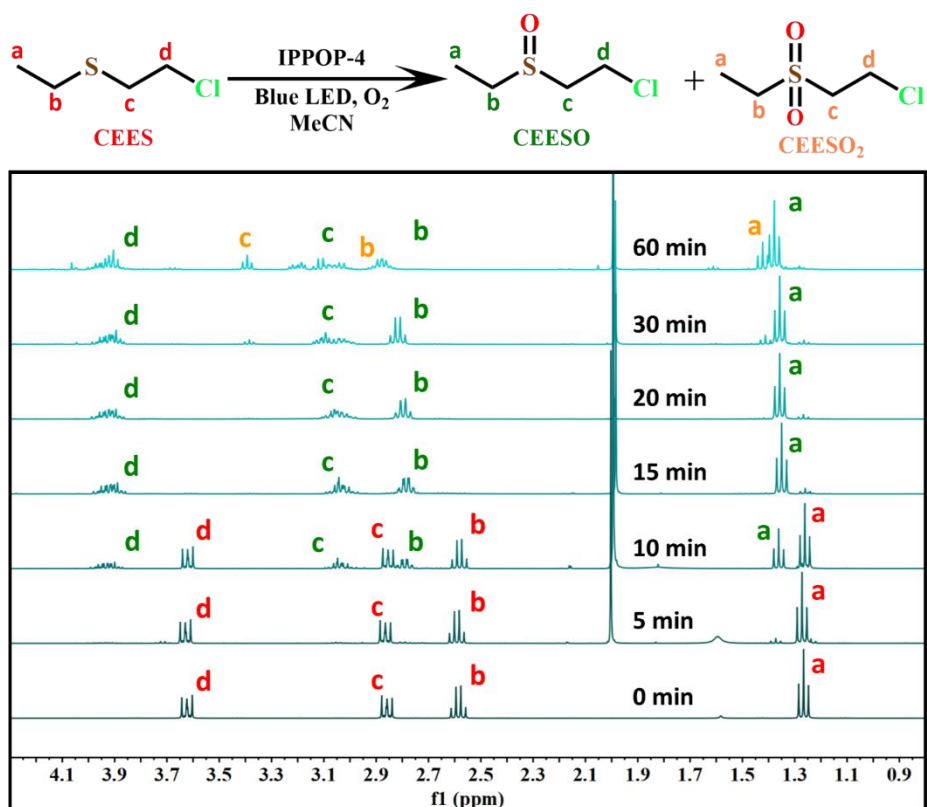 a d O a d O a d
S Cl IPPOP-4 S Cl + S Cl
b c Blue LED, O₂ b c b O c
CEES MeCN CEESO CEESO₂
d c c b b a a 60 min
d c b a 30 min
d c b a 20 min
d c b a 15 min
d d c c b b a a 10 min
d c b a 5 min
d c b a 0 min
4.1 3.9 3.7 3.5 3.3 3.1 2.9 2.7 2.5 2.3 2.1 1.9 1.7 1.5 1.3 1.1 0.9
f1 (ppm)